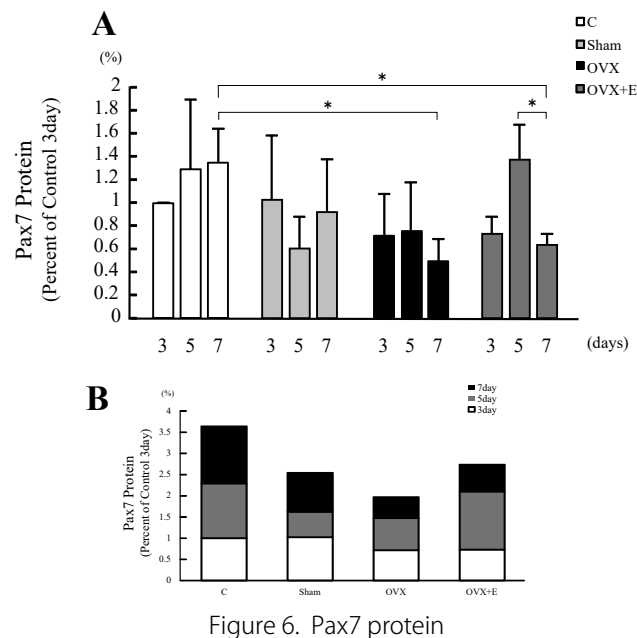 A
C
Sham
OVX
OVX+E
(%)
Pax7 Protein
(Percent of Control 3day)
2
1.8
1.6
1.4
1.2
1
0.8
0.6
0.4
0.2
0
*
*
*
3 5 7 3 5 7 3 5 7 3 5 7 (days)
B
(%)
7day
5day
3day
Pax7 Protein
(Percent of Control 3day)
4
3.5
3
2.5
2
1.5
1
0.5
0
C Sham OVX OVX+E
Figure 6. Pax7 protein